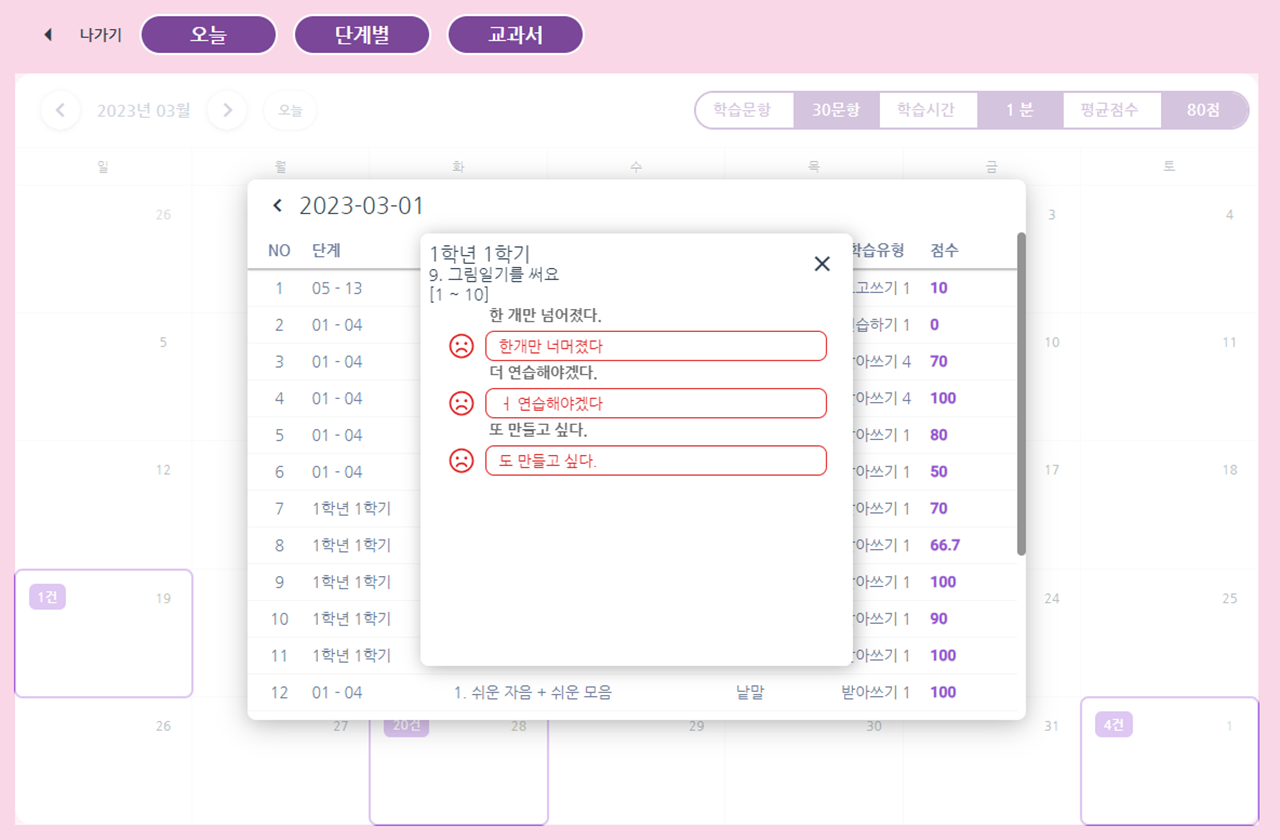 나가기 오늘 단계별 교과서
2023년 03월 오늘 학습문항 30문항 학습시간 1 분 평균점수 80점
일 월 화 수 목 금 토
26 3 4
2023-03-01
NO 단계 학습유형 점수
1학년 1학기
9. 그림일기를 써요
[1 ~ 10]
한 개만 넘어졌다.
한개만 너머졌다
더 연습해야겠다.
ㅓ 연습해야겠다
또 만들고 싶다.
도 만들고 싶다.
1 05 - 13 고쓰기 1 10
2 01 - 04 습하기 1 0
5 10 11
3 01 - 04 아쓰기 4 70
4 01 - 04 아쓰기 4 100
5 01 - 04 아쓰기 1 80
12 17 18
6 01 - 04 아쓰기 1 50
7 1학년 1학기 아쓰기 1 70
8 1학년 1학기 아쓰기 1 66.7
9 1학년 1학기 아쓰기 1 100
1건 19 24 25
10 1학년 1학기 아쓰기 1 90
11 1학년 1학기 아쓰기 1 100
12 01 - 04 1. 쉬운 자음 + 쉬운 모음 낱말 받아쓰기 1 100
26 27 20건 28 29 30 31 4건 1